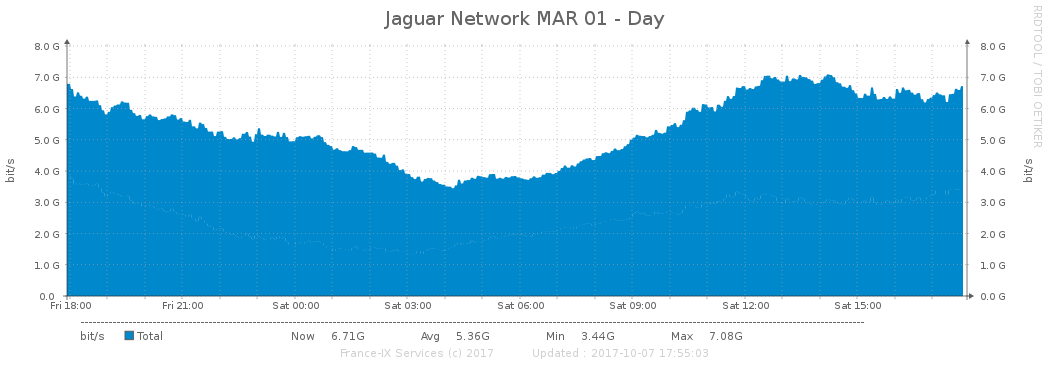 Jaguar Network MAR 01 - Day
RRDTOOL / TOBI OETIKER
bit/s
bit/s
8.0 G 8.0 G
7.0 G 7.0 G
6.0 G 6.0 G
5.0 G 5.0 G
4.0 G 4.0 G
3.0 G 3.0 G
2.0 G 2.0 G
1.0 G 1.0 G
0.0 0.0 G
Fri 18:00 Fri 21:00 Sat 00:00 Sat 03:00 Sat 06:00 Sat 09:00 Sat 12:00 Sat 15:00
bit/s Total Now 6.71G Avg 5.36G Min 3.44G Max 7.08G
France-IX Services (c) 2017 Updated : 2017-10-07 17:55:03